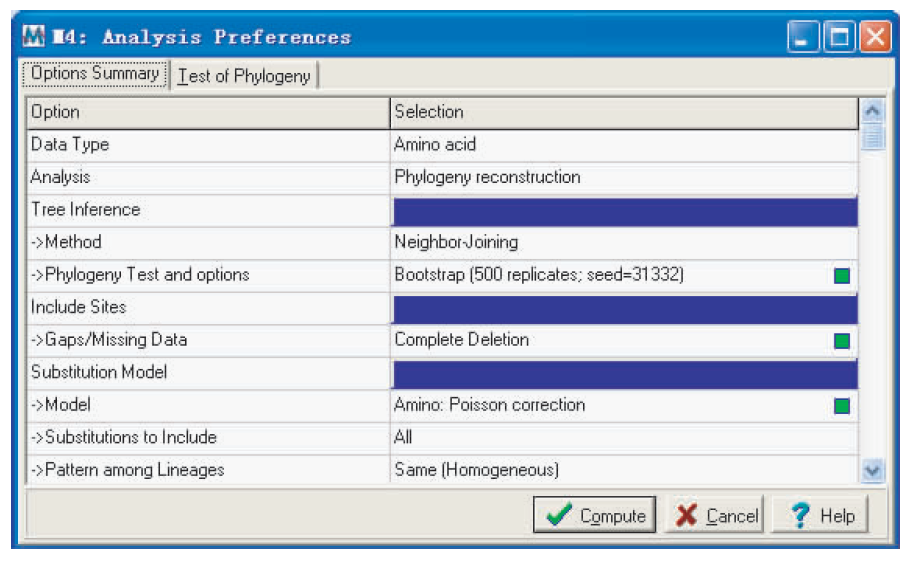 M4: Analysis Preferences
Options Summary Test of Phylogeny
Option Selection
Data Type Amino acid
Analysis Phylogeny reconstruction
Tree Inference
->Method Neighbor-Joining
->Phylogeny Test and options Bootstrap (500 replicates; seed=31332)
Include Sites
->Gaps/Missing Data Complete Deletion
Substitution Model
->Model Amino: Poisson correction
->Substitutions to Include All
->Pattern among Lineages Same (Homogeneous)
Compute Cancel Help